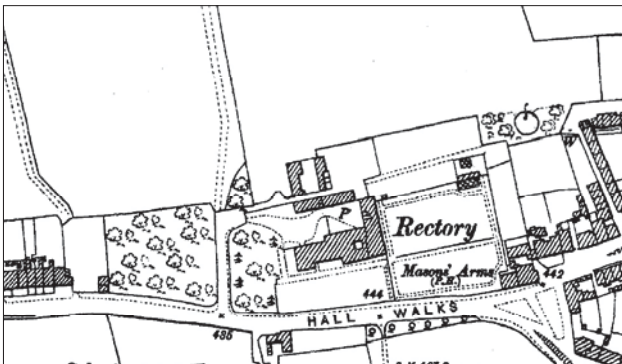 P
Rectory
Masons' Arms
(P.H.)
442
444
HALL WALKS
435